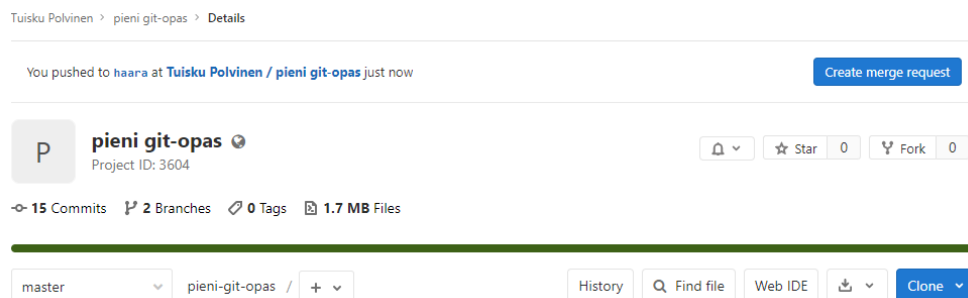 Tuisku Polvinen > pieni git-opas > Details
You pushed to haara at Tuisku Polvinen / pieni git-opas just now
Create merge request
P
pieni git-opas
Project ID: 3604
Star 0
Fork 0
15 Commits 2 Branches 0 Tags 1.7 MB Files
master pieni-git-opas / + History Find file Web IDE Clone